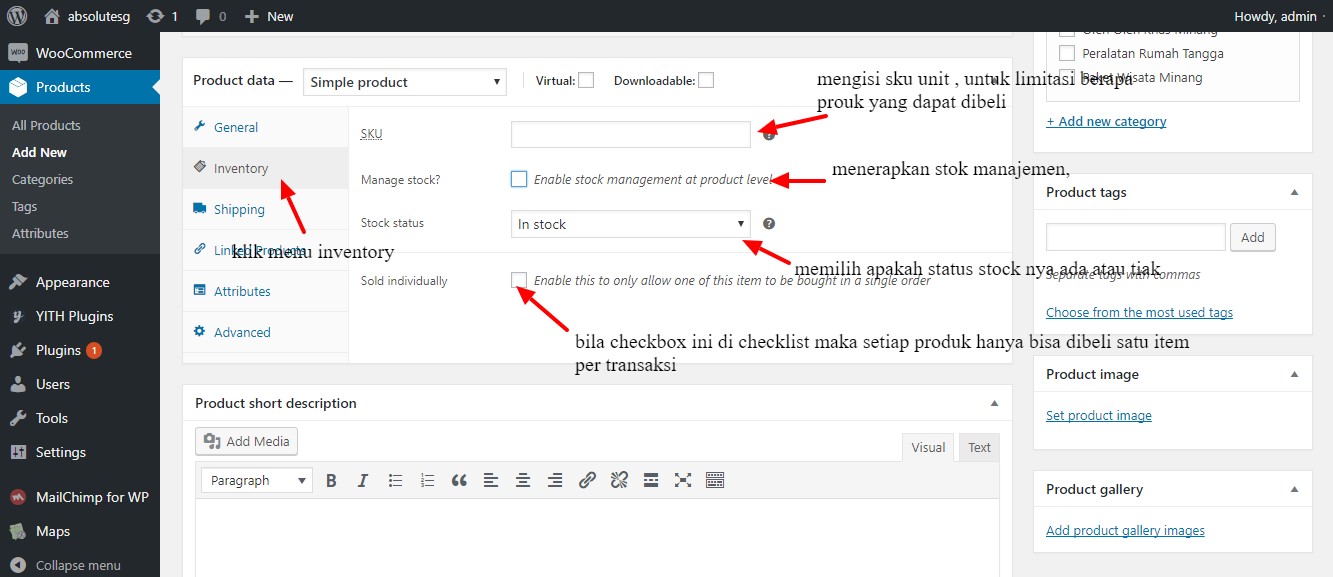 absolutesg
1
0
New
Howdy, admin
WooCommerce
Products
All Products
Add New
Categories
Tags
Attributes
Appearance
YITH Plugins
Plugins 1
Users
Tools
Settings
MailChimp for WP
Maps
Collapse menu
Product data —
Simple product
Virtual:
Downloadable:
General
Inventory
Shipping
Linked Products
Attributes
Advanced
SKU
Manage stock?
Enable stock management at product level
Stock status
In stock
Sold individually
Enable this to only allow one of this item to be bought in a single order
mengisi sku unit , untuk limitasi berapa
prouk yang dapat dibeli
menerapkan stok manajemen,
klik menu inventory
memilih apakah status stock nya ada atau tiak
bila checkbox ini di checklist maka setiap produk hanya bisa dibeli satu item
per transaksi
Product short description
Add Media
Visual
Text
Paragraph
Oleh Oleh Khas Minang
Peralatan Rumah Tangga
Paket Wisata Minang
+ Add new category
Product tags
Add
Separate tags with commas
Choose from the most used tags
Product image
Set product image
Product gallery
Add product gallery images